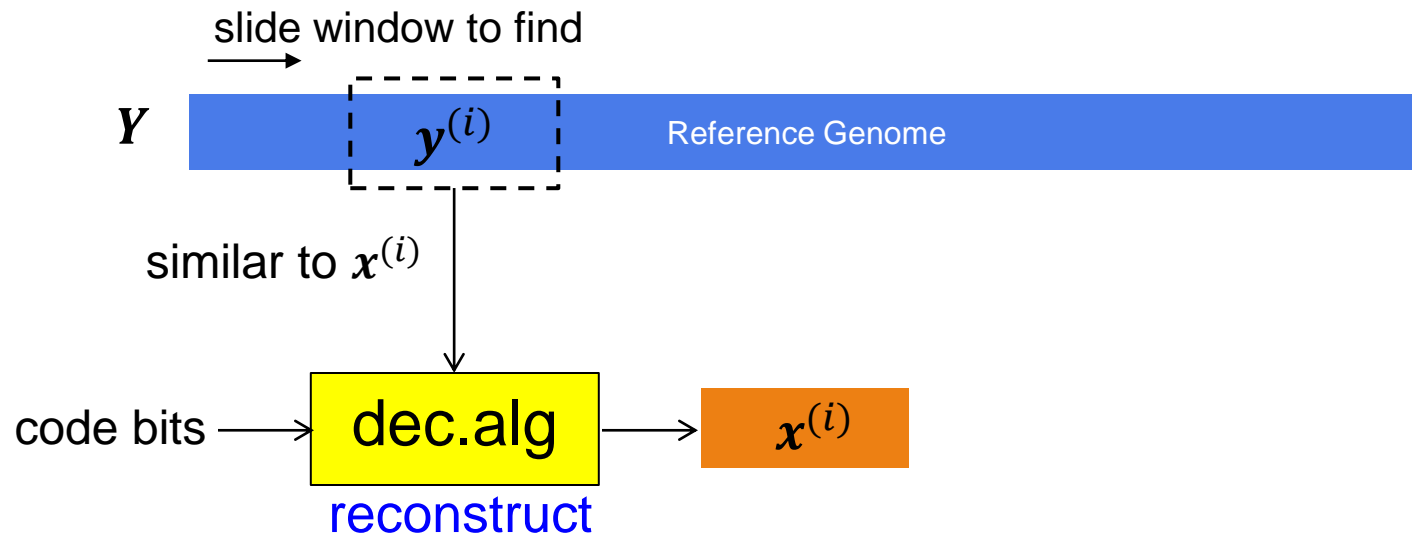 slide window to find
Y
y^(i)
Reference Genome
similar to x^(i)
code bits
dec.alg
x^(i)
reconstruct